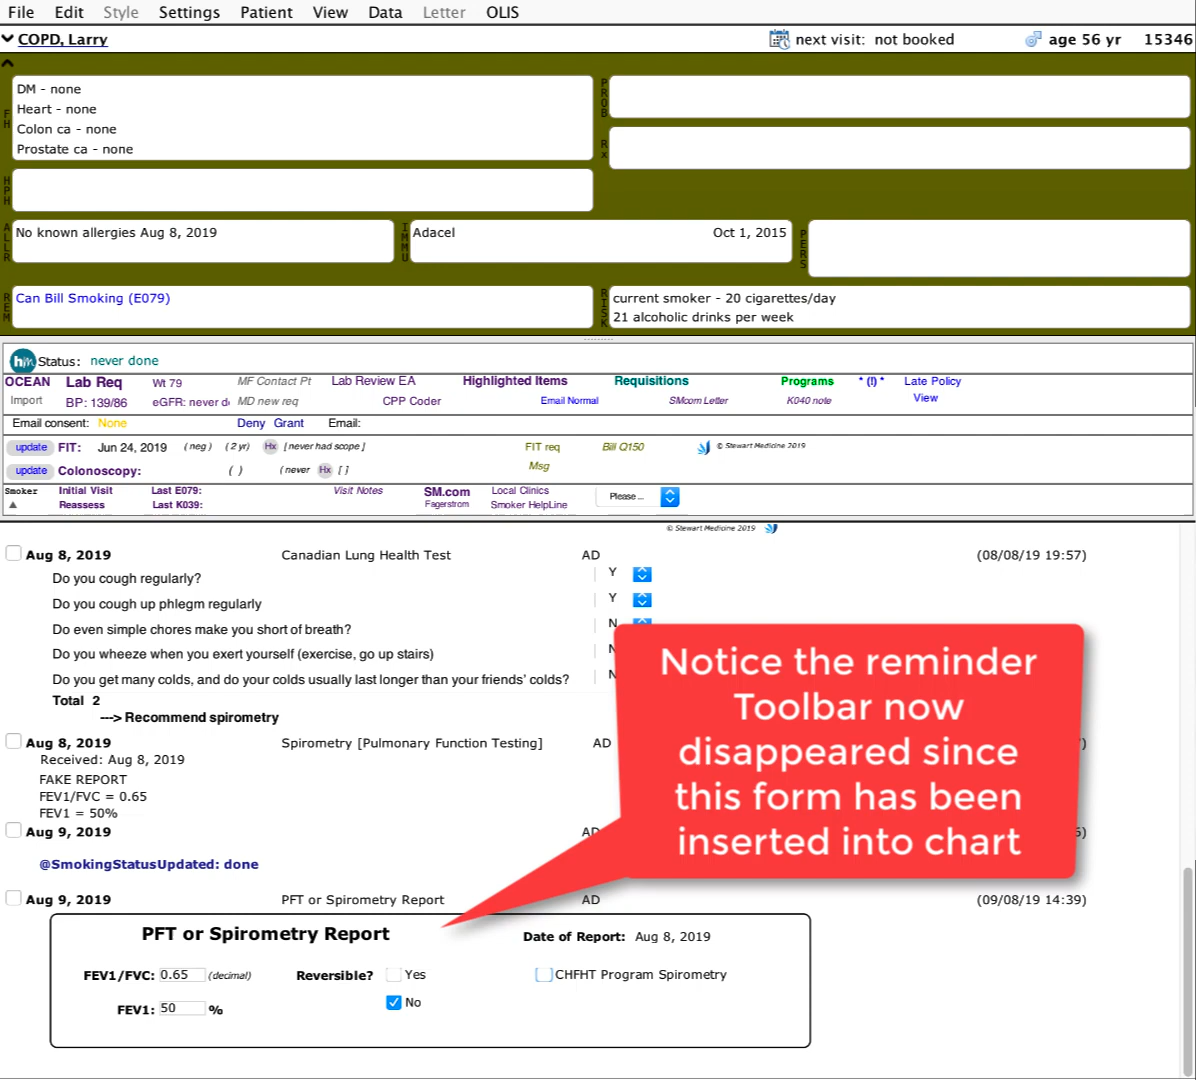 File Edit Style Settings Patient View Data Letter OLIS
COPD, Larry next visit: not booked age 56 yr 15346
FH
DM - none
Heart - none
Colon ca - none
Prostate ca - none
PROB
Rx
HPH
ALLR
No known allergies Aug 8, 2019
IMMU
Adacel Oct 1, 2015
PERS
REM
Can Bill Smoking (E079)
RISK
current smoker - 20 cigarettes/day
21 alcoholic drinks per week
hm Status: never done
OCEAN Lab Req Wt 79 MF Contact Pt Lab Review EA Highlighted Items Requisitions Programs * (!) * Late Policy
Import BP: 139/86 eGFR: never d MD new req CPP Coder Email Normal SMcom Letter K040 note View
Email consent: None Deny Grant Email:
update FIT: Jun 24, 2019 (neg) (2 yr) Hx [never had scope] FIT req Bill Q150 © Stewart Medicine 2019
update Colonoscopy: ( ) (never Hx [ ] Msg
Smoker Initial Visit Last E079: Visit Notes SM.com Local Clinics Please ...
▲ Reassess Last K039: Fagerstrom Smoker HelpLine
© Stewart Medicine 2019
Aug 8, 2019 Canadian Lung Health Test AD (08/08/19 19:57)
Do you cough regularly? Y
Do you cough up phlegm regularly Y
Do even simple chores make you short of breath? N
Do you wheeze when you exert yourself (exercise, go up stairs) N
Do you get many colds, and do your colds usually last longer than your friends' colds? N
Total 2
---> Recommend spirometry
Aug 8, 2019 Spirometry [Pulmonary Function Testing] AD
Received: Aug 8, 2019
FAKE REPORT
FEV1/FVC = 0.65
FEV1 = 50%
Aug 9, 2019 AD
@SmokingStatusUpdated: done
Notice the reminder
Toolbar now
disappeared since
this form has been
inserted into chart
Aug 9, 2019 PFT or Spirometry Report AD (09/08/19 14:39)
PFT or Spirometry Report Date of Report: Aug 8, 2019
FEV1/FVC: 0.65 (decimal) Reversible? Yes CHFHT Program Spirometry
FEV1: 50 % No